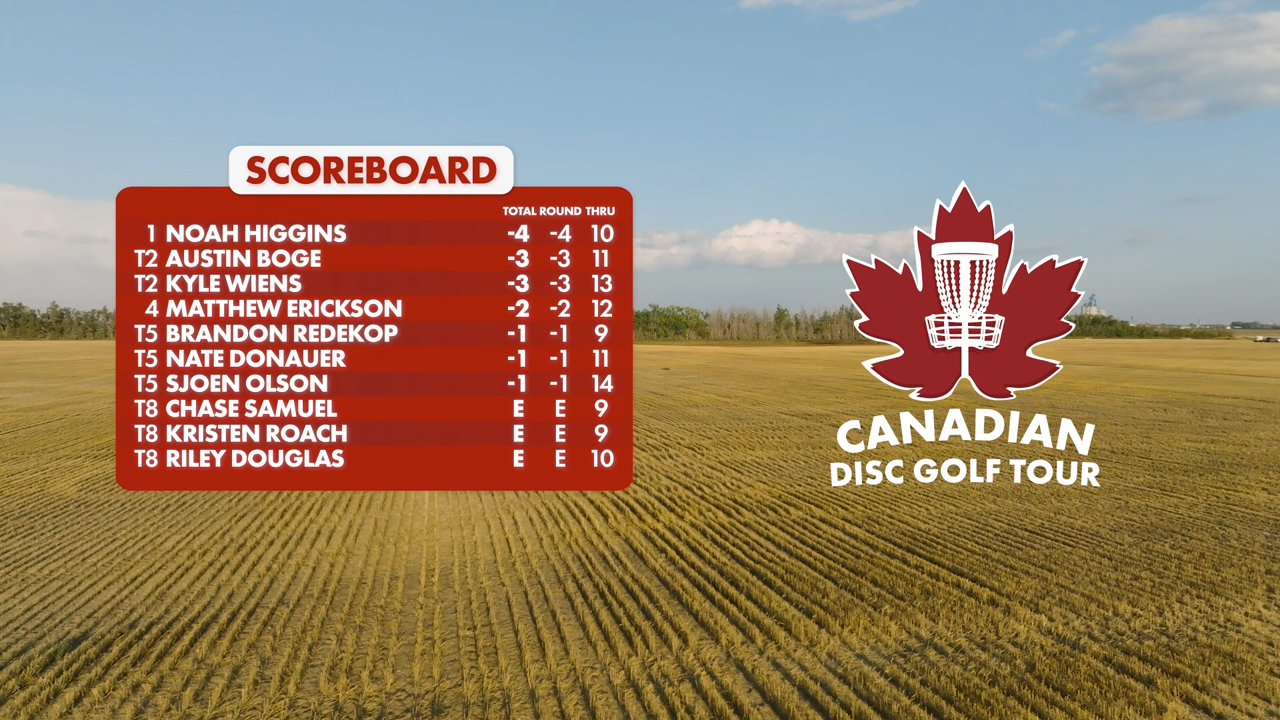 SCOREBOARD
TOTAL ROUND THRU
1 NOAH HIGGINS -4 -4 10
T2 AUSTIN BOGE -3 -3 11
T2 KYLE WIENS -3 -3 13
4 MATTHEW ERICKSON -2 -2 12
T5 BRANDON REDEKOP -1 -1 9
T5 NATE DONAUER -1 -1 11
T5 SJOEN OLSON -1 -1 14
T8 CHASE SAMUEL E E 9
T8 KRISTEN ROACH E E 9
T8 RILEY DOUGLAS E E 10
CANADIAN
DISC GOLF TOUR